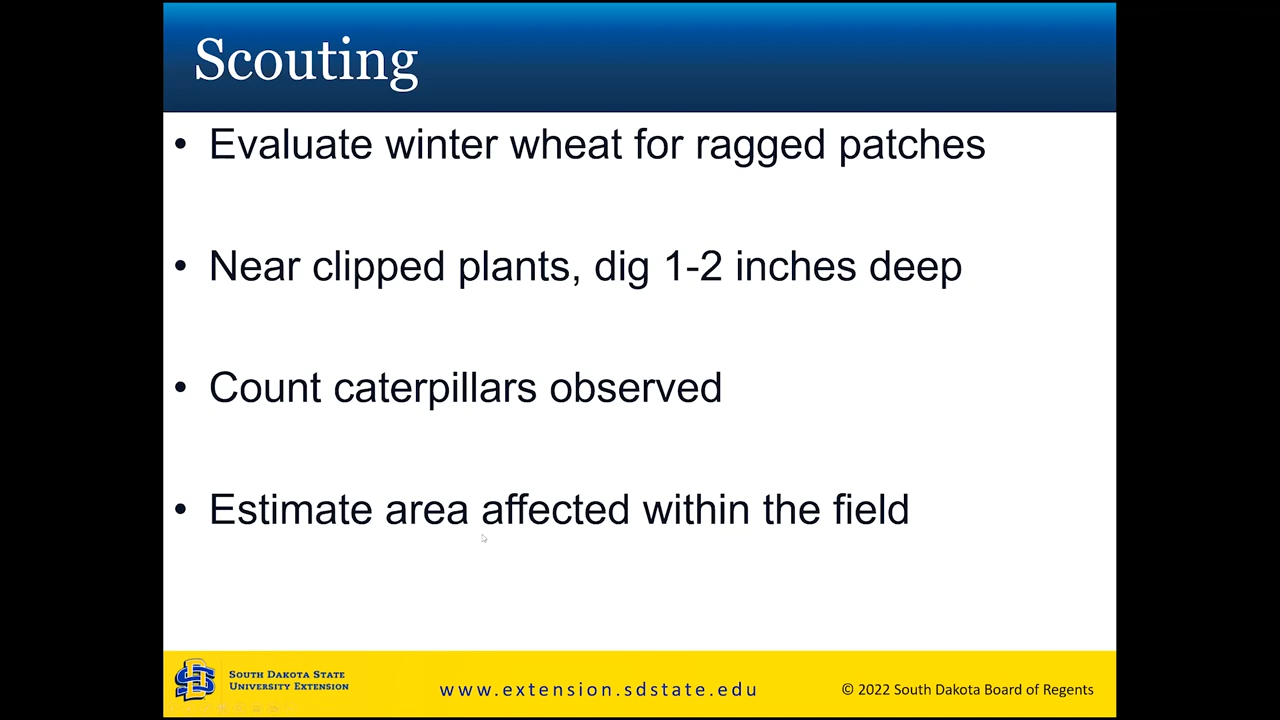 Scouting
• Evaluate winter wheat for ragged patches
• Near clipped plants, dig 1-2 inches deep
• Count caterpillars observed
• Estimate area affected within the field
SOUTH DAKOTA STATE
UNIVERSITY EXTENSION
www.extension.sdstate.edu
© 2022 South Dakota Board of Regents